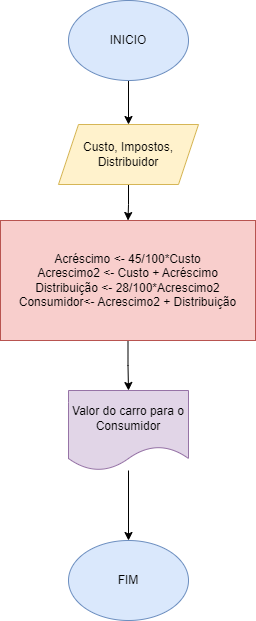 INICIO
Custo, Impostos,
Distribuidor
Acréscimo <- 45/100*Custo
Acrescimo2 <- Custo + Acréscimo
Distribuição <- 28/100*Acrescimo2
Consumidor<- Acrescimo2 + Distribuição
Valor do carro para o
Consumidor
FIM